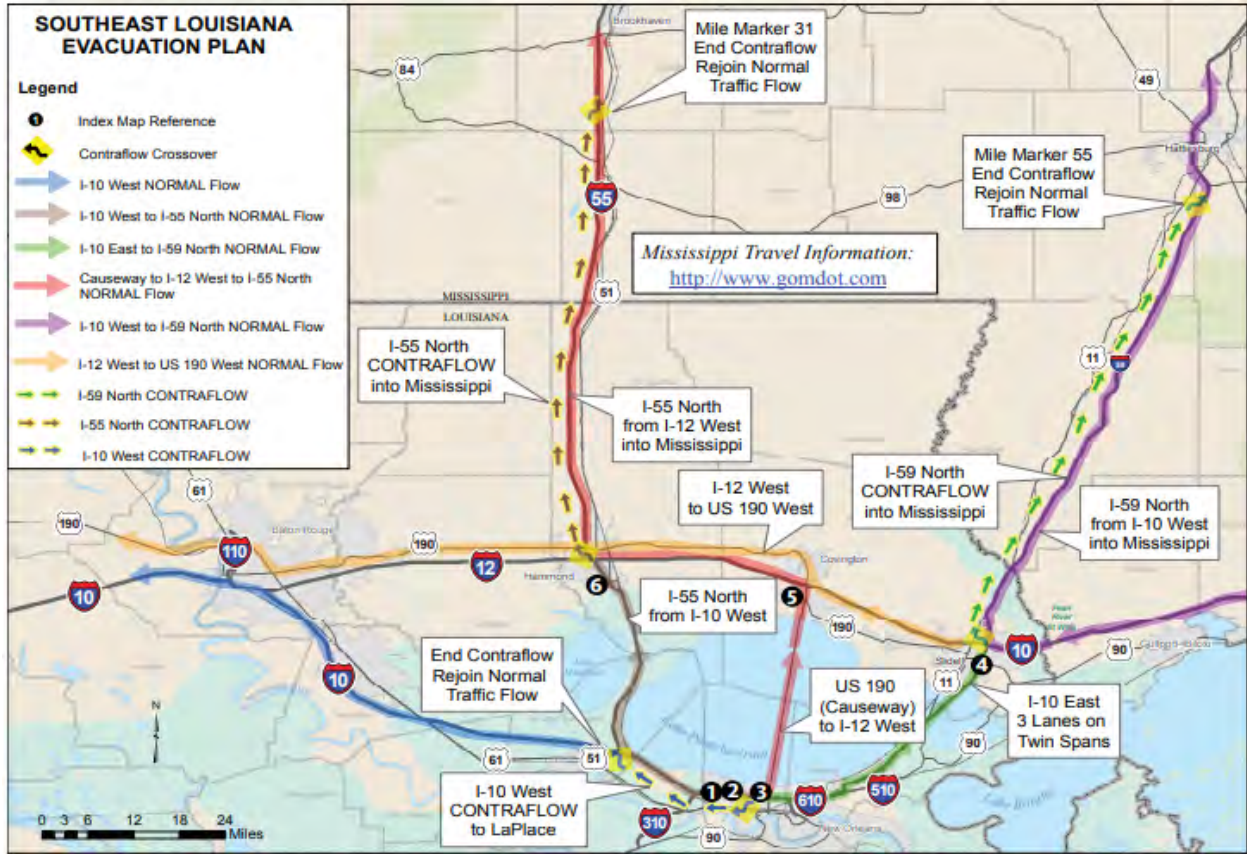 SOUTHEAST LOUISIANA
EVACUATION PLAN
Legend
1 Index Map Reference
Contraflow Crossover
I-10 West NORMAL Flow
I-10 West to I-55 North NORMAL Flow
I-10 East to I-59 North NORMAL Flow
Causeway to I-12 West to I-55 North
NORMAL Flow
I-10 West to I-59 North NORMAL Flow
I-12 West to US 190 West NORMAL Flow
I-59 North CONTRAFLOW
I-55 North CONTRAFLOW
I-10 West CONTRAFLOW
Brookhaven
84
Mile Marker 31
End Contraflow
Rejoin Normal
Traffic Flow
49
Hattiesburg
Mile Marker 55
End Contraflow
Rejoin Normal
Traffic Flow
55
98
Mississippi Travel Information:
http://www.gomdot.com
51
MISSISSIPPI
LOUISIANA
I-55 North
CONTRAFLOW
into Mississippi
11
I-55 North
from I-12 West
into Mississippi
I-59 North
CONTRAFLOW
into Mississippi
I-12 West
to US 190 West
I-59 North
from I-10 West
into Mississippi
61
190
Baton Rouge
110
190
12
Hammond
6
Covington
5
10
I-55 North
from I-10 West
190
Slidell
4
10
90
11
End Contraflow
Rejoin Normal
Traffic Flow
10
US 190
(Causeway)
to I-12 West
I-10 East
3 Lanes on
Twin Spans
90
N
61
51
Lake Pontchartrain
I-10 West
CONTRAFLOW
to LaPlace
1
2
3
610
510
310
90
New Orleans
Lake Borgne
0 3 6 12 18 24
Miles